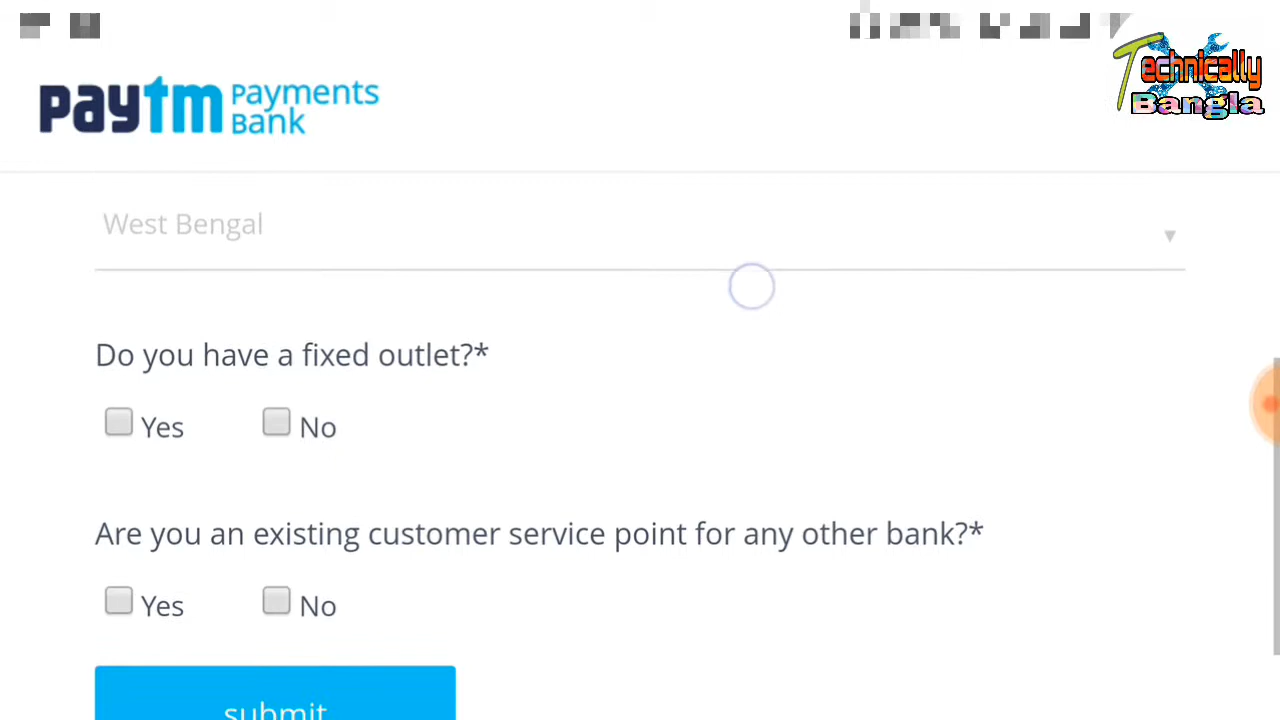 Technically
Bangla
paytm Payments
Bank
West Bengal
Do you have a fixed outlet?*
Yes No
Are you an existing customer service point for any other bank?*
Yes No
submit